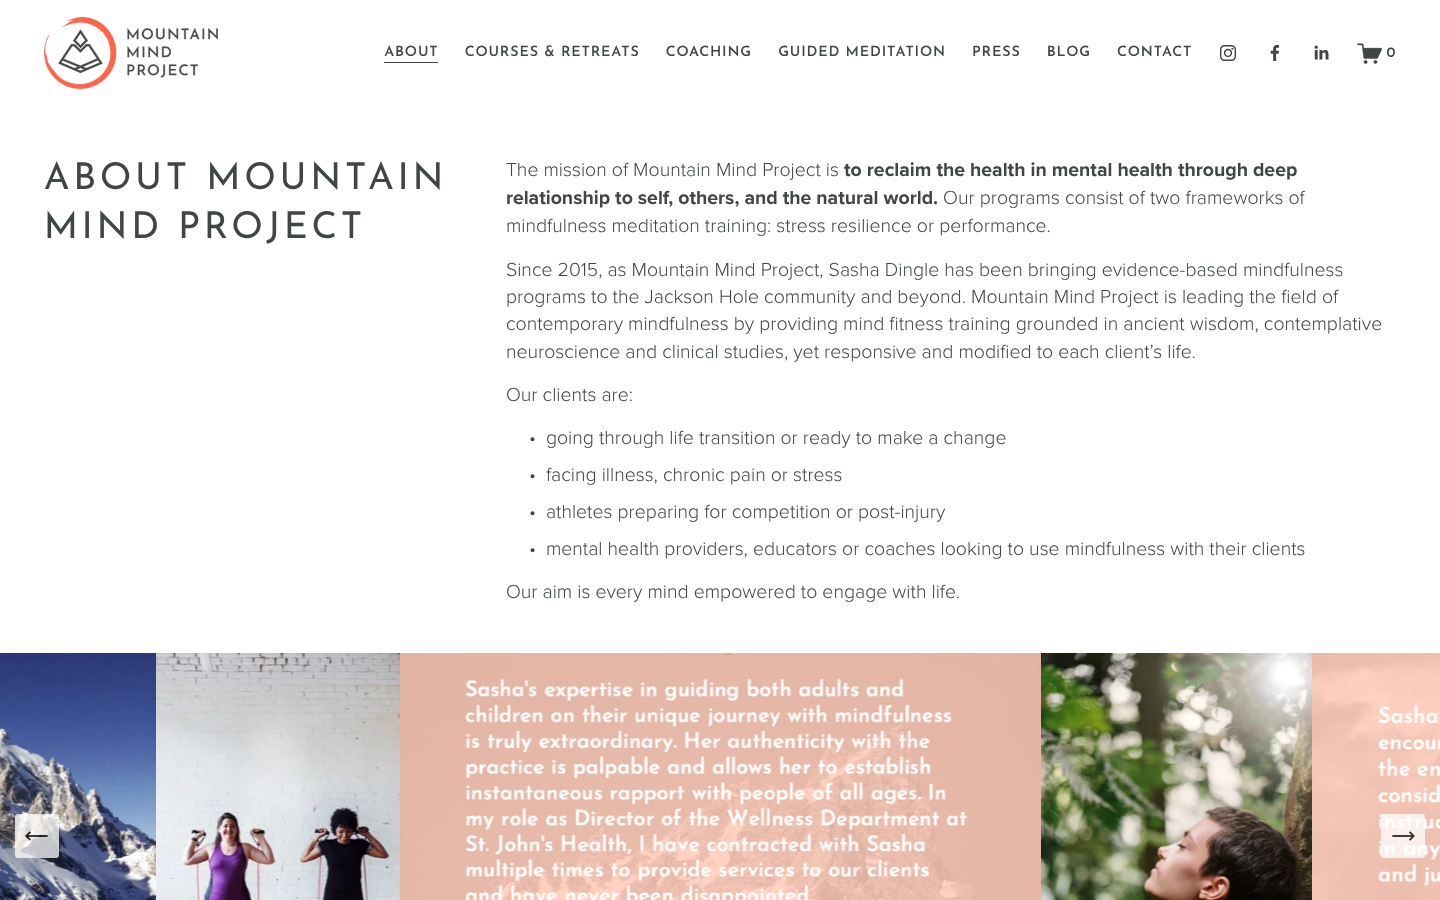 MOUNTAIN
MIND
PROJECT
ABOUT
COURSES & RETREATS
COACHING
GUIDED MEDITATION
PRESS
BLOG
CONTACT
0
ABOUT MOUNTAIN
MIND PROJECT
The mission of Mountain Mind Project is to reclaim the health in mental health through deep
relationship to self, others, and the natural world. Our programs consist of two frameworks of
mindfulness meditation training: stress resilience or performance.
Since 2015, as Mountain Mind Project, Sasha Dingle has been bringing evidence-based mindfulness
programs to the Jackson Hole community and beyond. Mountain Mind Project is leading the field of
contemporary mindfulness by providing mind fitness training grounded in ancient wisdom, contemplative
neuroscience and clinical studies, yet responsive and modified to each client's life.
Our clients are:
• going through life transition or ready to make a change
• facing illness, chronic pain or stress
• athletes preparing for competition or post-injury
• mental health providers, educators or coaches looking to use mindfulness with their clients
Our aim is every mind empowered to engage with life.
Sasha's expertise in guiding both adults and
children on their unique journey with mindfulness
is truly extraordinary. Her authenticity with the
practice is palpable and allows her to establish
instantaneous rapport with people of all ages. In
my role as Director of the Wellness Department at
St. John's Health, I have contracted with Sasha
multiple times to provide services to our clients
and have never been disappointed.
Sasha
the
in any
and